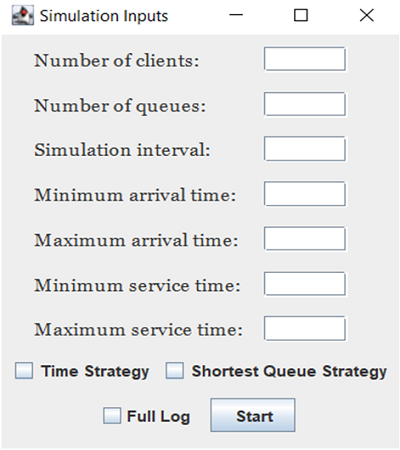 Simulation Inputs
Number of clients:
Number of queues:
Simulation interval:
Minimum arrival time:
Maximum arrival time:
Minimum service time:
Maximum service time:
Time Strategy Shortest Queue Strategy
Full Log Start